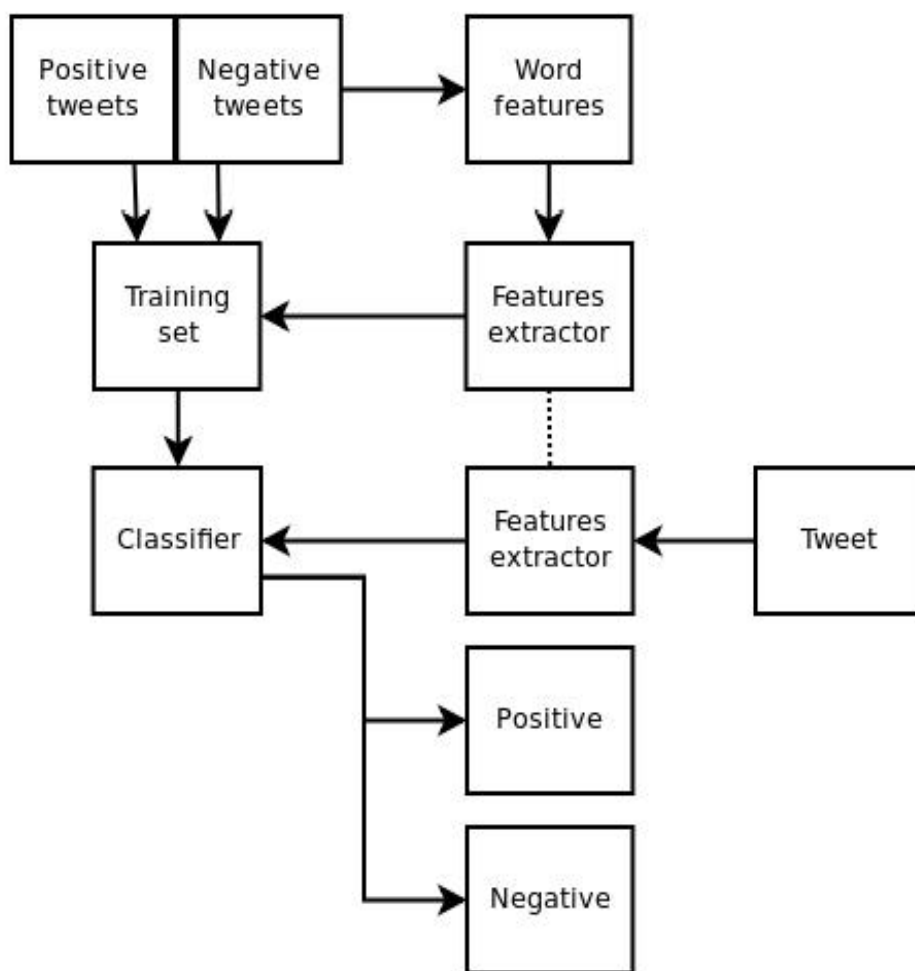 Positive
tweets
Negative
tweets
Word
features
Training
set
Features
extractor
Classifier
Features
extractor
Tweet
Positive
Negative